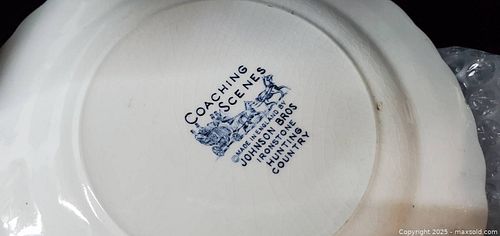 COACHING
SCENES
©MADE IN ENGLAND BY
JOHNSON BROS
IRONSTONE
HUNTING
COUNTRY
Copyright 2025 - maxsold.com